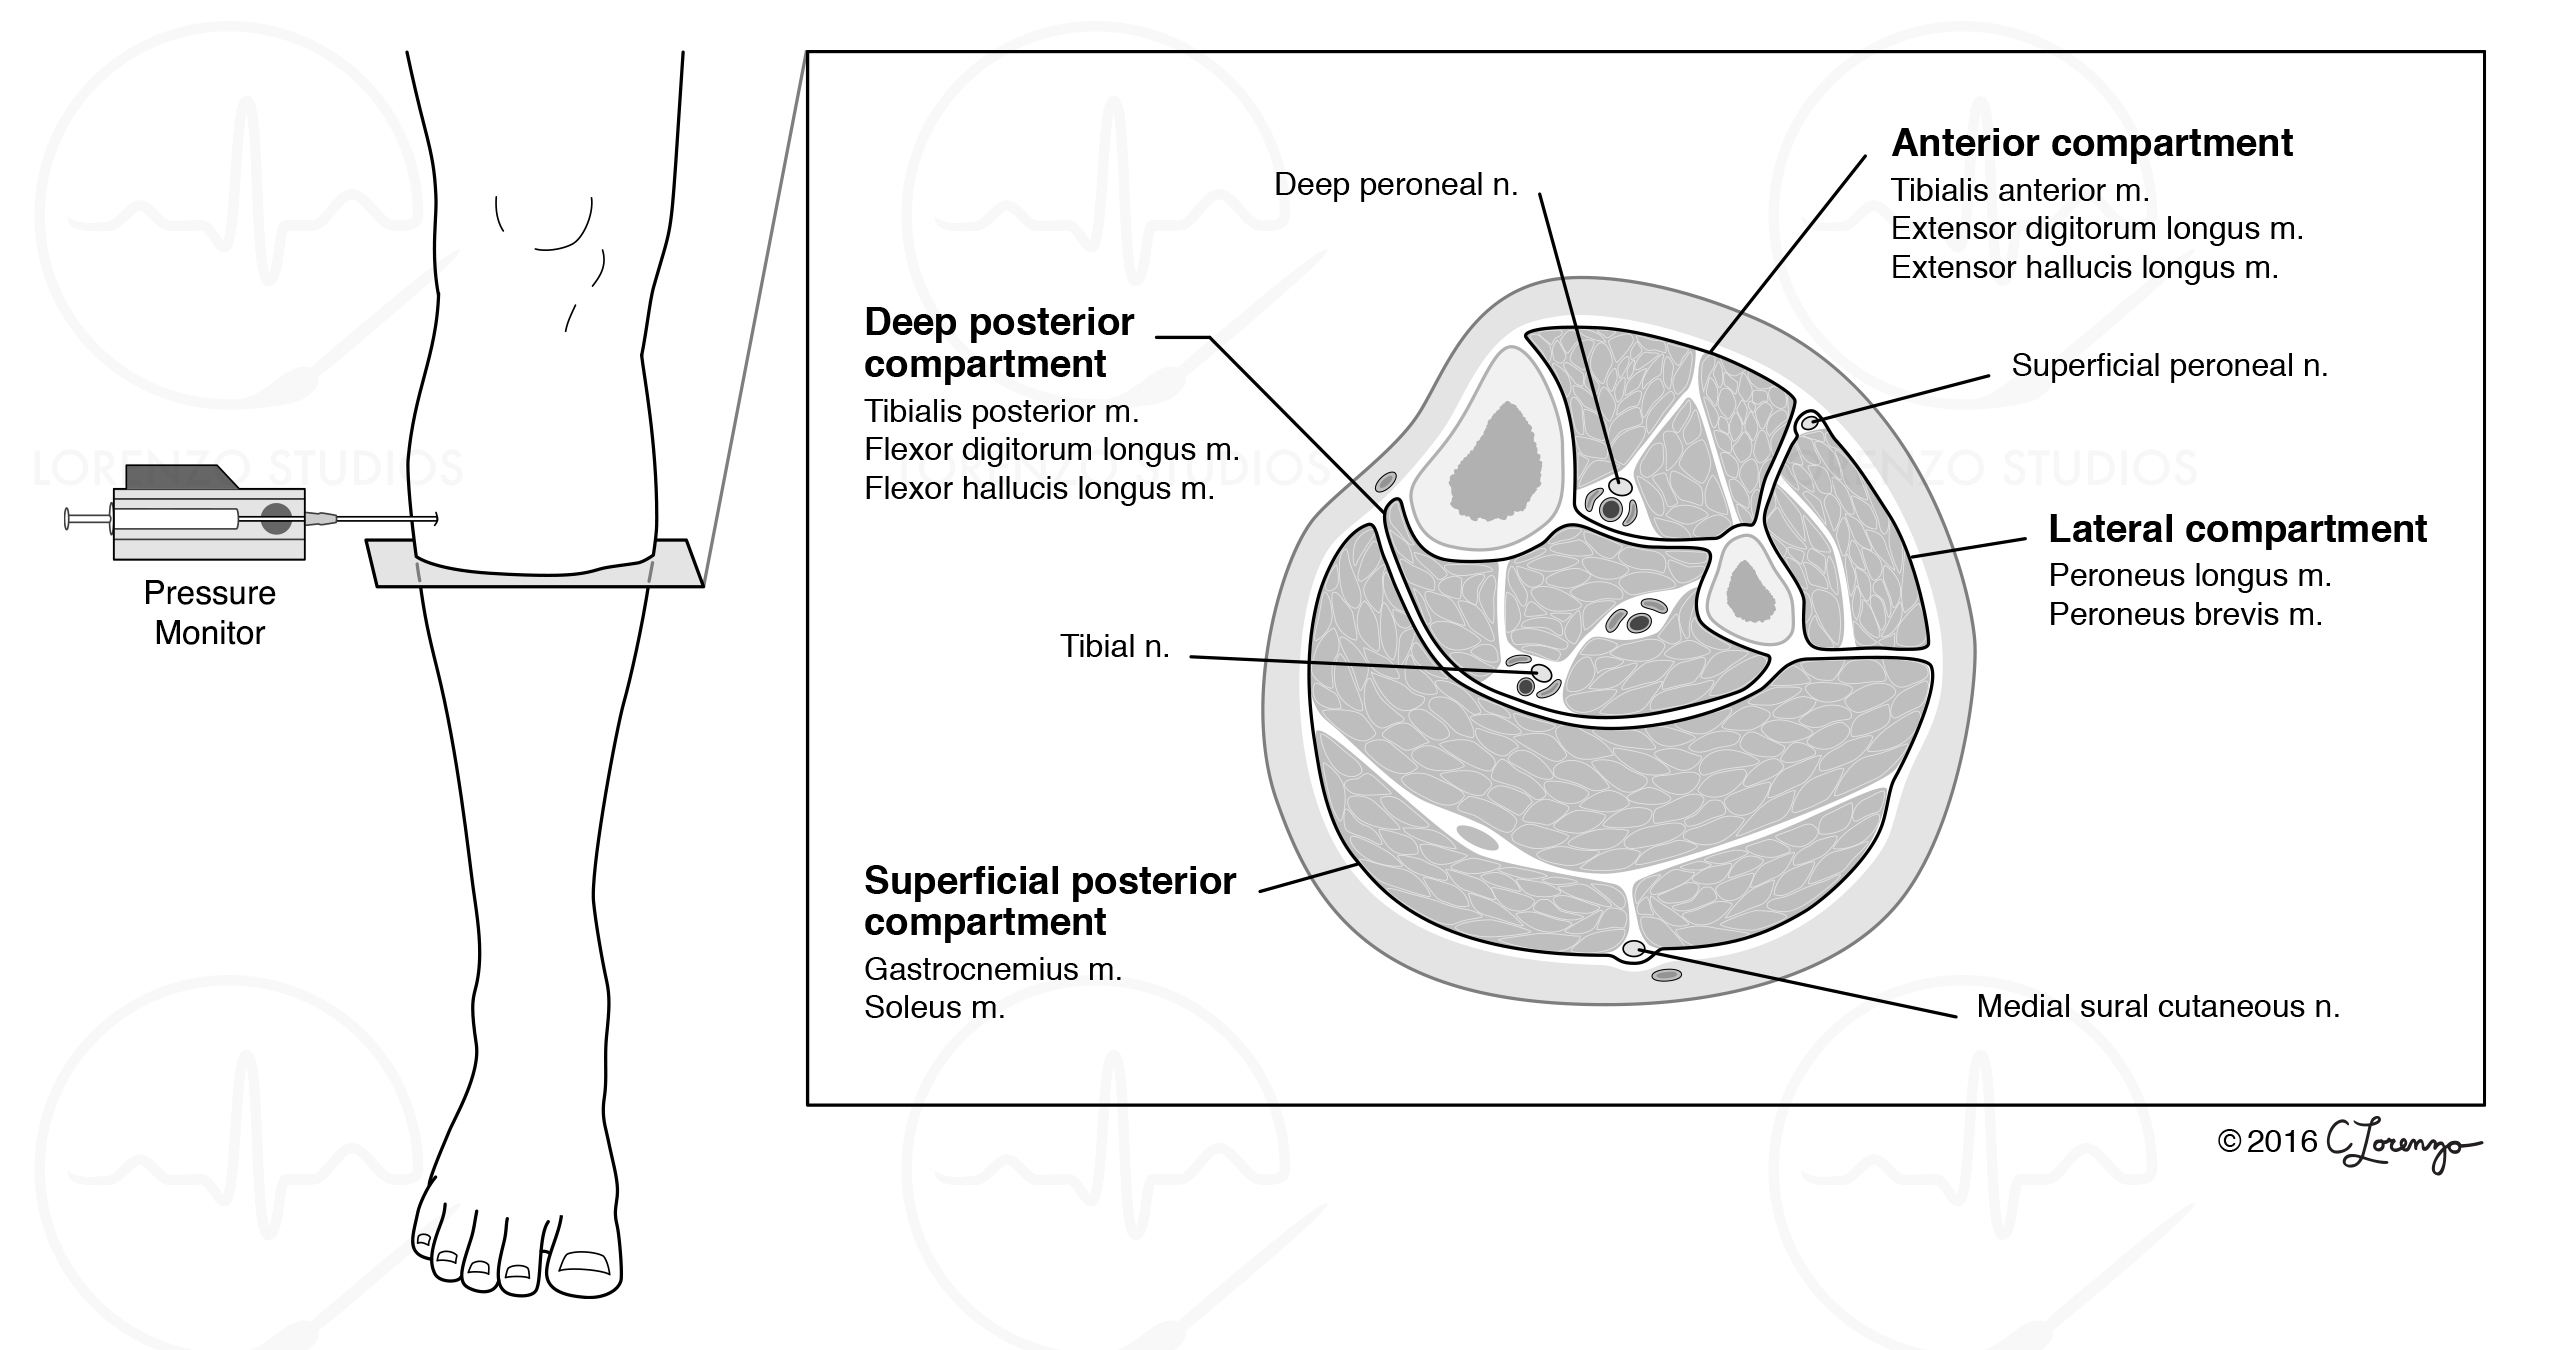 Anterior compartment
Tibialis anterior m.
Extensor digitorum longus m.
Extensor hallucis longus m.
Deep peroneal n.
Deep posterior
compartment
Tibialis posterior m.
Flexor digitorum longus m.
Flexor hallucis longus m.
Superficial peroneal n.
Lateral compartment
Peroneus longus m.
Peroneus brevis m.
Pressure
Monitor
Tibial n.
Superficial posterior
compartment
Gastrocnemius m.
Soleus m.
Medial sural cutaneous n.
© 2016 CLorenzo
LORENZO STUDIOS
LORENZO STUDIOS
LORENZO STUDIOS